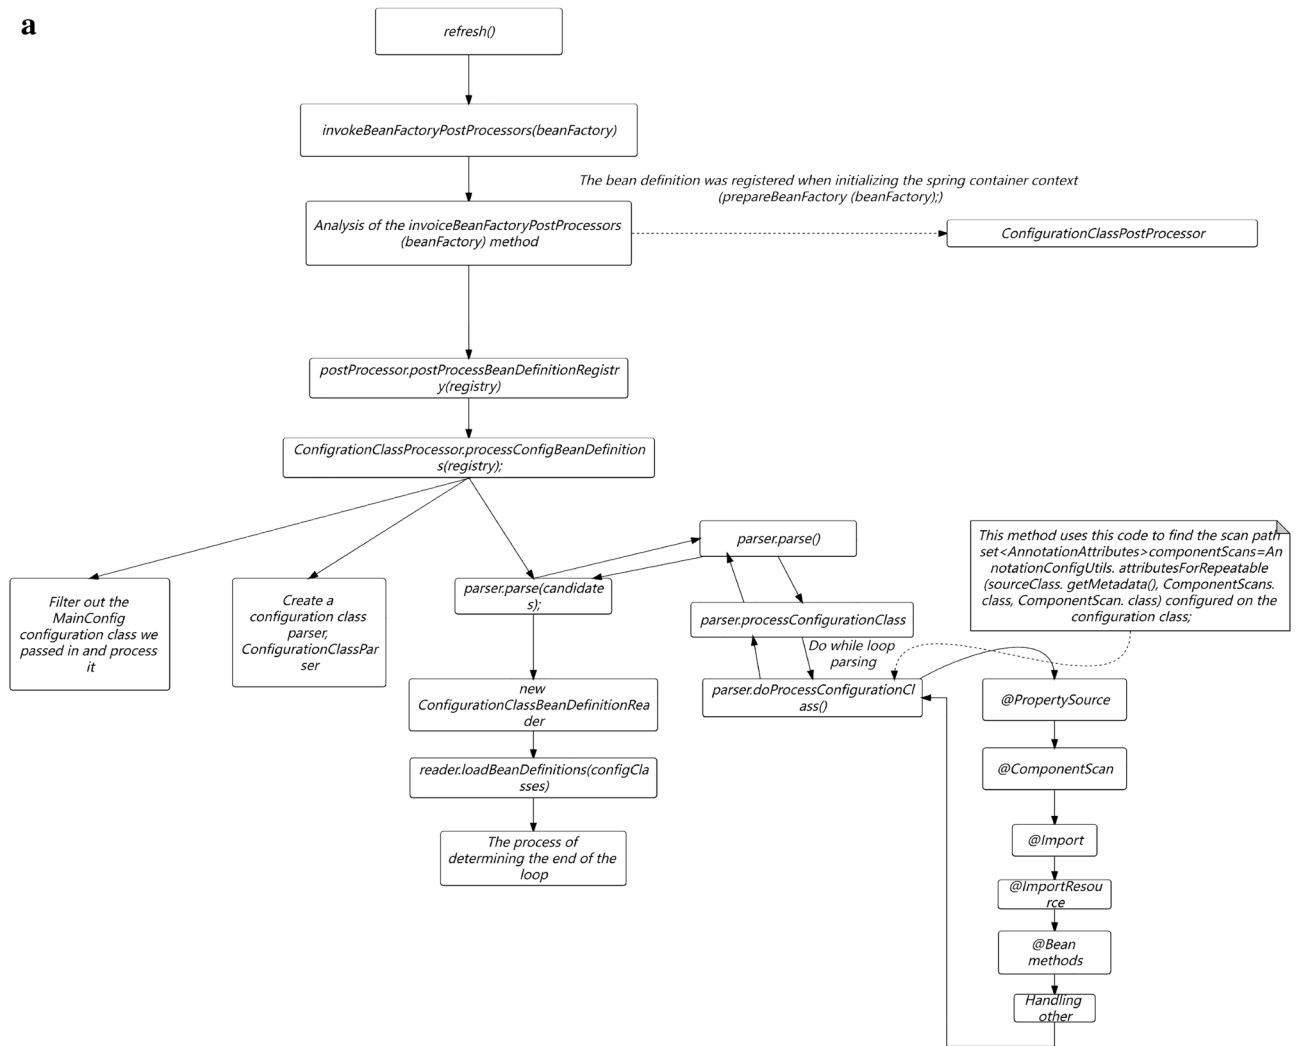 a
refresh()
invokeBeanFactoryPostProcessors(beanFactory)
The bean definition was registered when initializing the spring container context
(prepareBeanFactory (beanFactory);)
Analysis of the invoiceBeanFactoryPostProcessors
(beanFactory) method
ConfigurationClassPostProcessor
postProcessor.postProcessBeanDefinitionRegistr
y(registry)
ConfigrationClassProcessor.processConfigBeanDefinition
s(registry);
Filter out the
MainConfig
configuration class we
passed in and process
it
Create a
configuration class
parser,
ConfigurationClassPar
ser
parser.parse(candidate
s);
new
ConfigurationClassBeanDefinitionRea
der
reader.loadBeanDefinitions(configCla
sses)
The process of
determining the end of the
loop
parser.parse()
parser.processConfigurationClass
Do while loop
parsing
parser.doProcessConfigurationCl
ass()
This method uses this code to find the scan path
set<AnnotationAttributes>componentScans=An
notationConfigUtils. attributesForRepeatable
(sourceClass. getMetadata(), ComponentScans.
class, ComponentScan. class) configured on the
configuration class;
@PropertySource
@ComponentScan
@Import
@ImportResou
rce
@Bean
methods
Handling
other